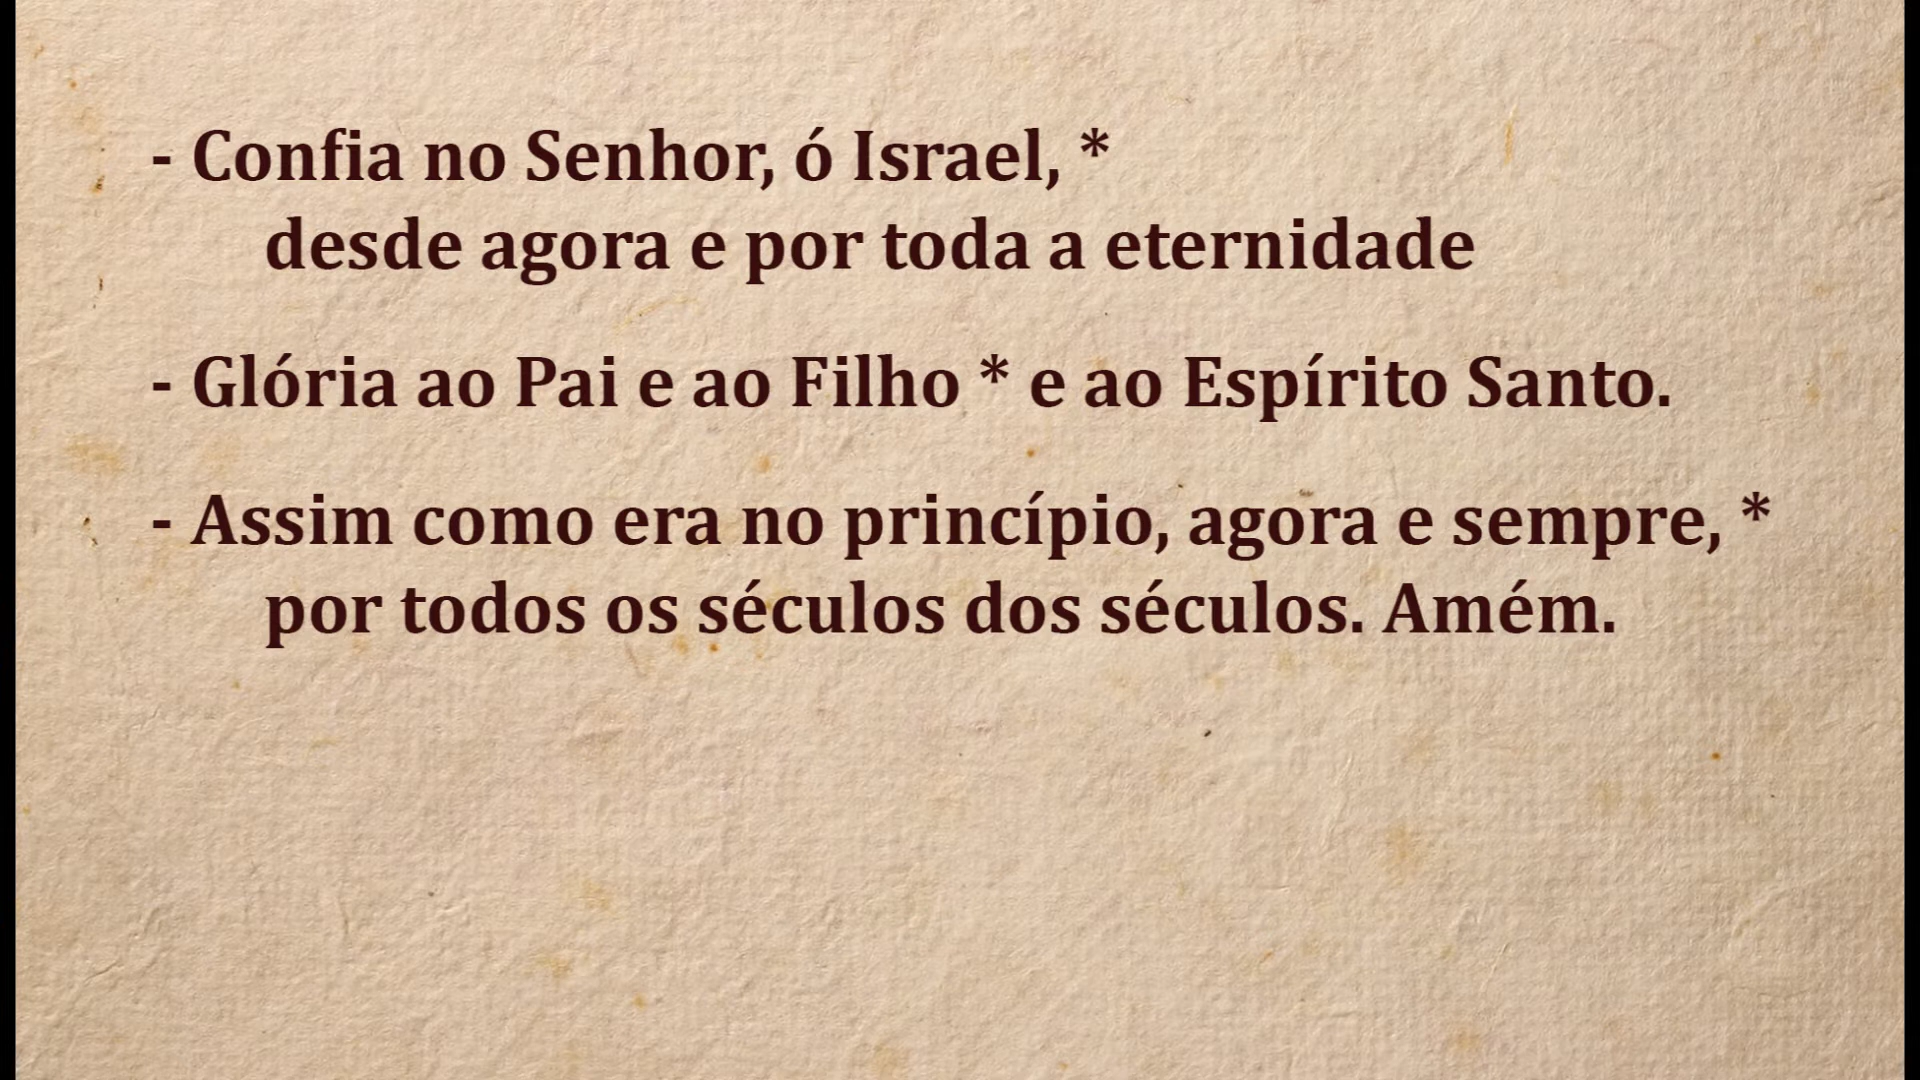 - Confia no Senhor, ó Israel, *
desde agora e por toda a eternidade
- Glória ao Pai e ao Filho * e ao Espírito Santo.
- Assim como era no princípio, agora e sempre, *
por todos os séculos dos séculos. Amém.